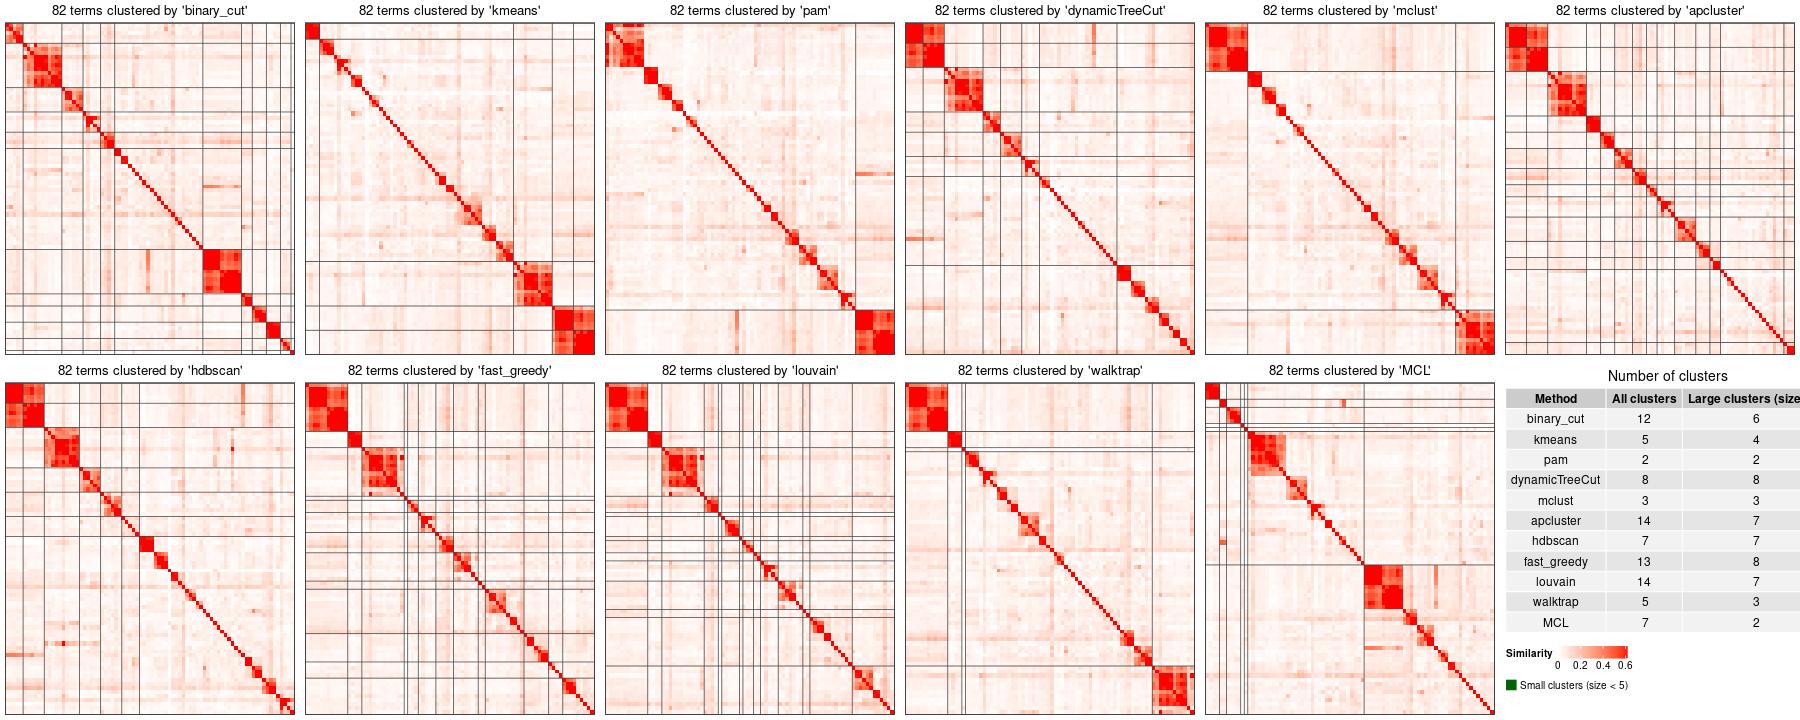 82 terms clustered by 'binary_cut'
82 terms clustered by 'kmeans'
82 terms clustered by 'pam'
82 terms clustered by 'dynamicTreeCut'
82 terms clustered by 'mclust'
82 terms clustered by 'apcluster'
82 terms clustered by 'hdbscan'
82 terms clustered by 'fast_greedy'
82 terms clustered by 'louvain'
82 terms clustered by 'walktrap'
82 terms clustered by 'MCL'
Number of clusters
Method All clusters Large clusters (size
binary_cut 12 6
kmeans 5 4
pam 2 2
dynamicTreeCut 8 8
mclust 3 3
apcluster 14 7
hdbscan 7 7
fast_greedy 13 8
louvain 14 7
walktrap 5 3
MCL 7 2
Similarity
0 0.2 0.4 0.6
Small clusters (size < 5)